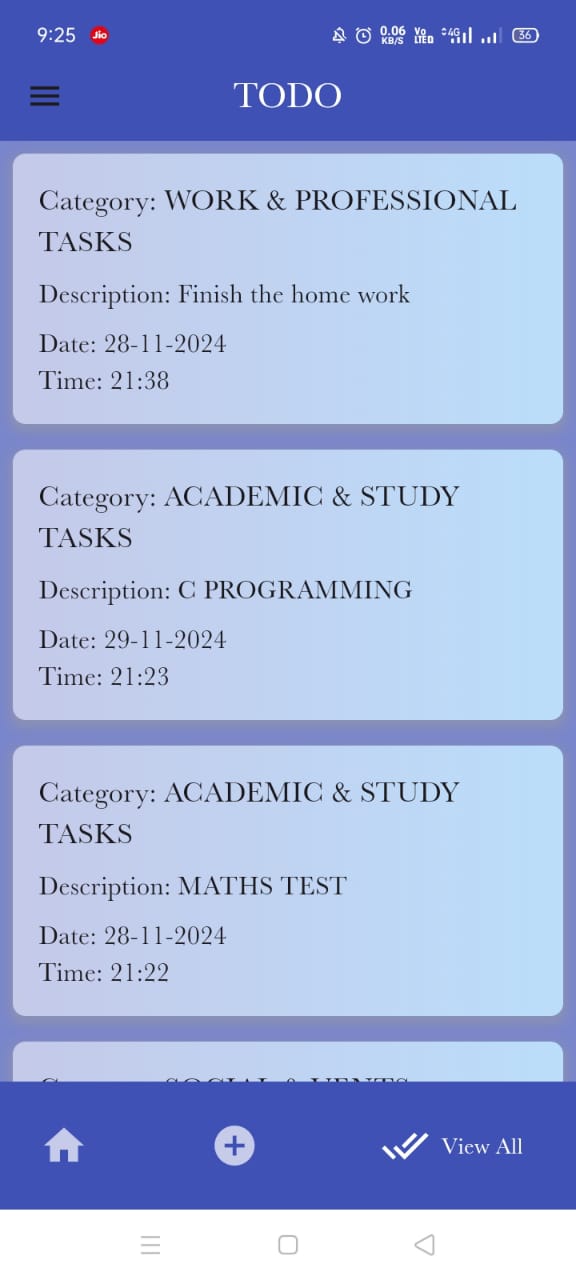 9:25 Jio 0.06 KB/S Vo LTED 4G 36
TODO
Category: WORK & PROFESSIONAL
TASKS
Description: Finish the home work
Date: 28-11-2024
Time: 21:38
Category: ACADEMIC & STUDY
TASKS
Description: C PROGRAMMING
Date: 29-11-2024
Time: 21:23
Category: ACADEMIC & STUDY
TASKS
Description: MATHS TEST
Date: 28-11-2024
Time: 21:22
View All